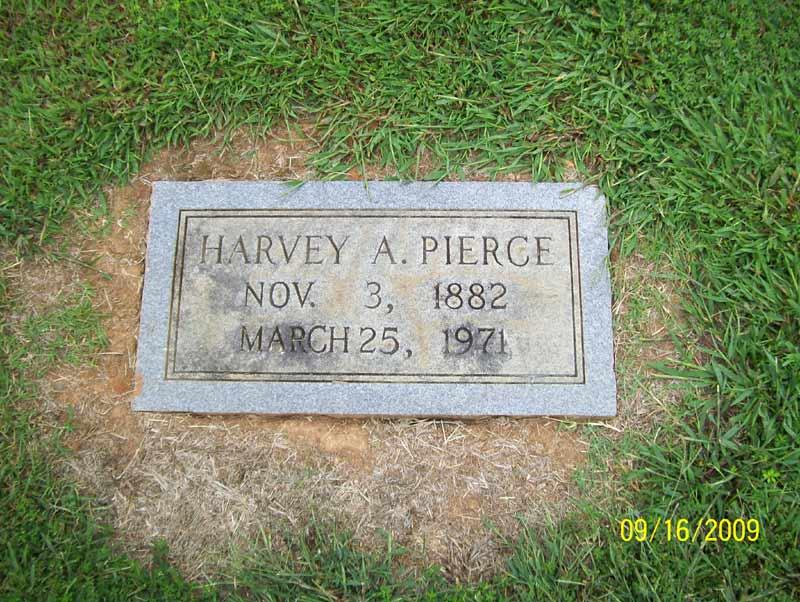 HARVEY A. PIERCE
NOV. 3, 1882
MARCH 25, 1971
09/16/2009